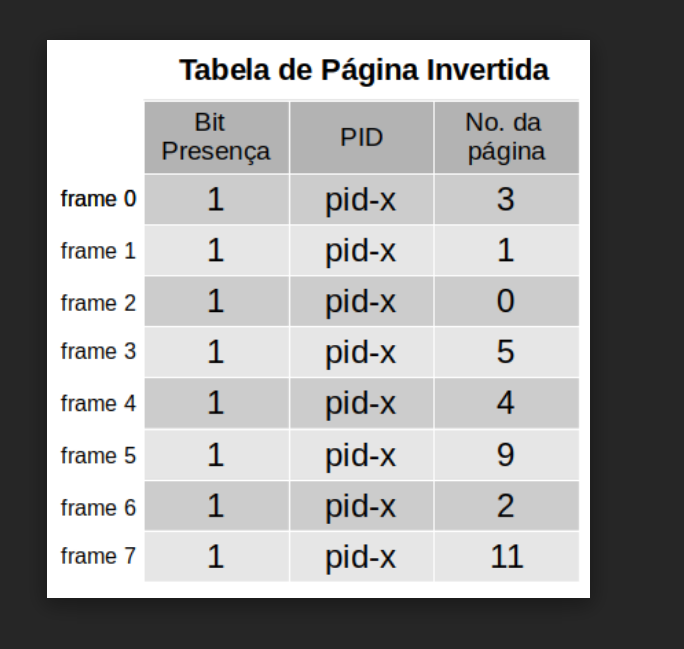 Tabela de Página Invertida
Bit Presença PID No. da página
frame 0 1 pid-x 3
frame 1 1 pid-x 1
frame 2 1 pid-x 0
frame 3 1 pid-x 5
frame 4 1 pid-x 4
frame 5 1 pid-x 9
frame 6 1 pid-x 2
frame 7 1 pid-x 11